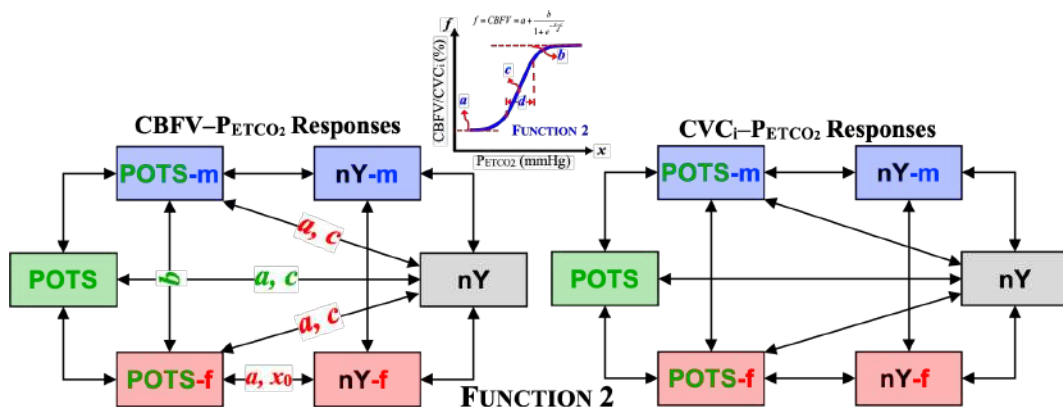 f
f = CBFV = a + b / 1 + e^
CBFV/CVCi (%)
a
b
c
d
FUNCTION 2
PETCO2 (mmHg)
x
CBFV–PETCO2 Responses
POTS-m
nY-m
a, c
POTS
b
a, c
nY
a, c
POTS-f
a, x0
nY-f
CVCi–PETCO2 Responses
POTS-m
nY-m
POTS
nY
POTS-f
nY-f
FUNCTION 2